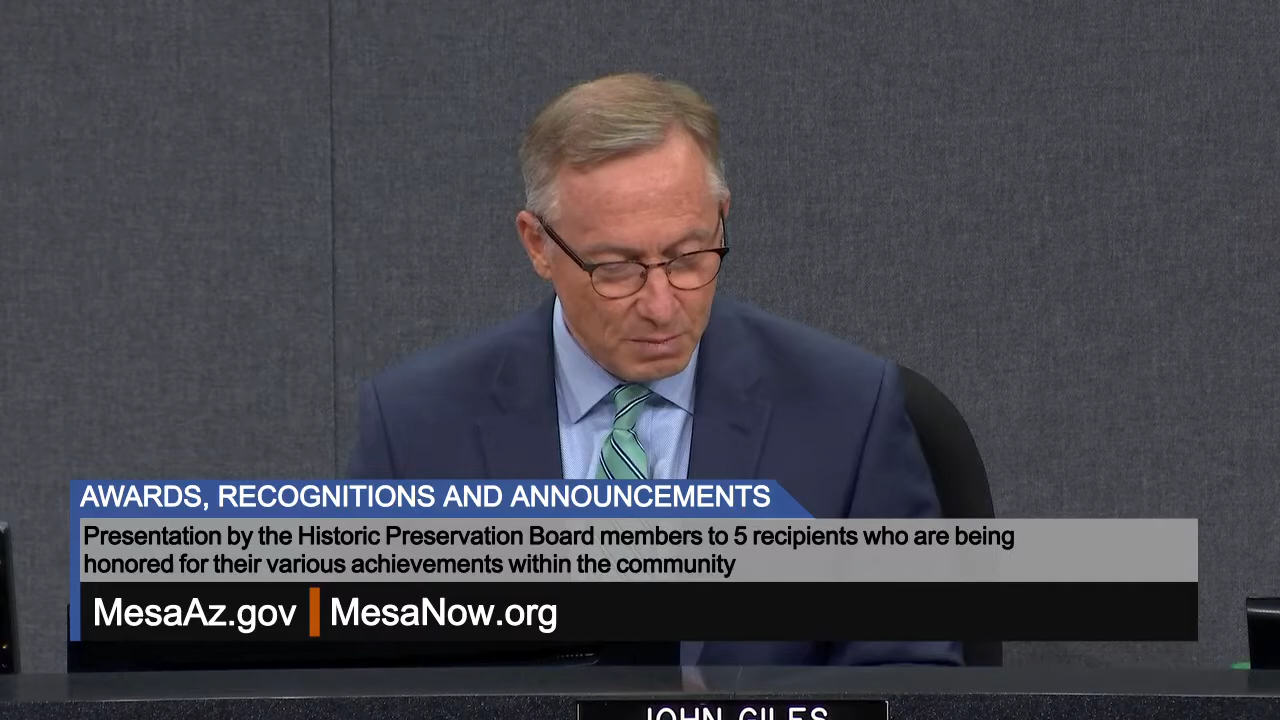 AWARDS, RECOGNITIONS AND ANNOUNCEMENTS
Presentation by the Historic Preservation Board members to 5 recipients who are being
honored for their various achievements within the community
MesaAz.gov | MesaNow.org
JOHN GILES